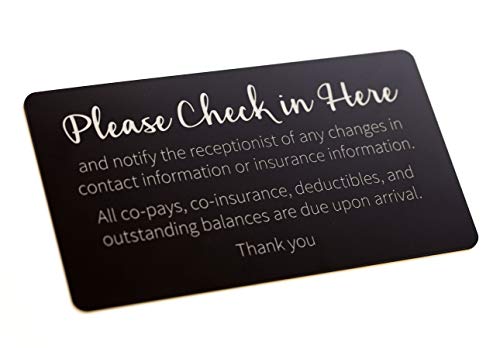 Please Check in Here
and notify the receptionist of any changes in
contact information or insurance information.
All co-pays, co-insurance, deductibles, and
outstanding balances are due upon arrival.
Thank you